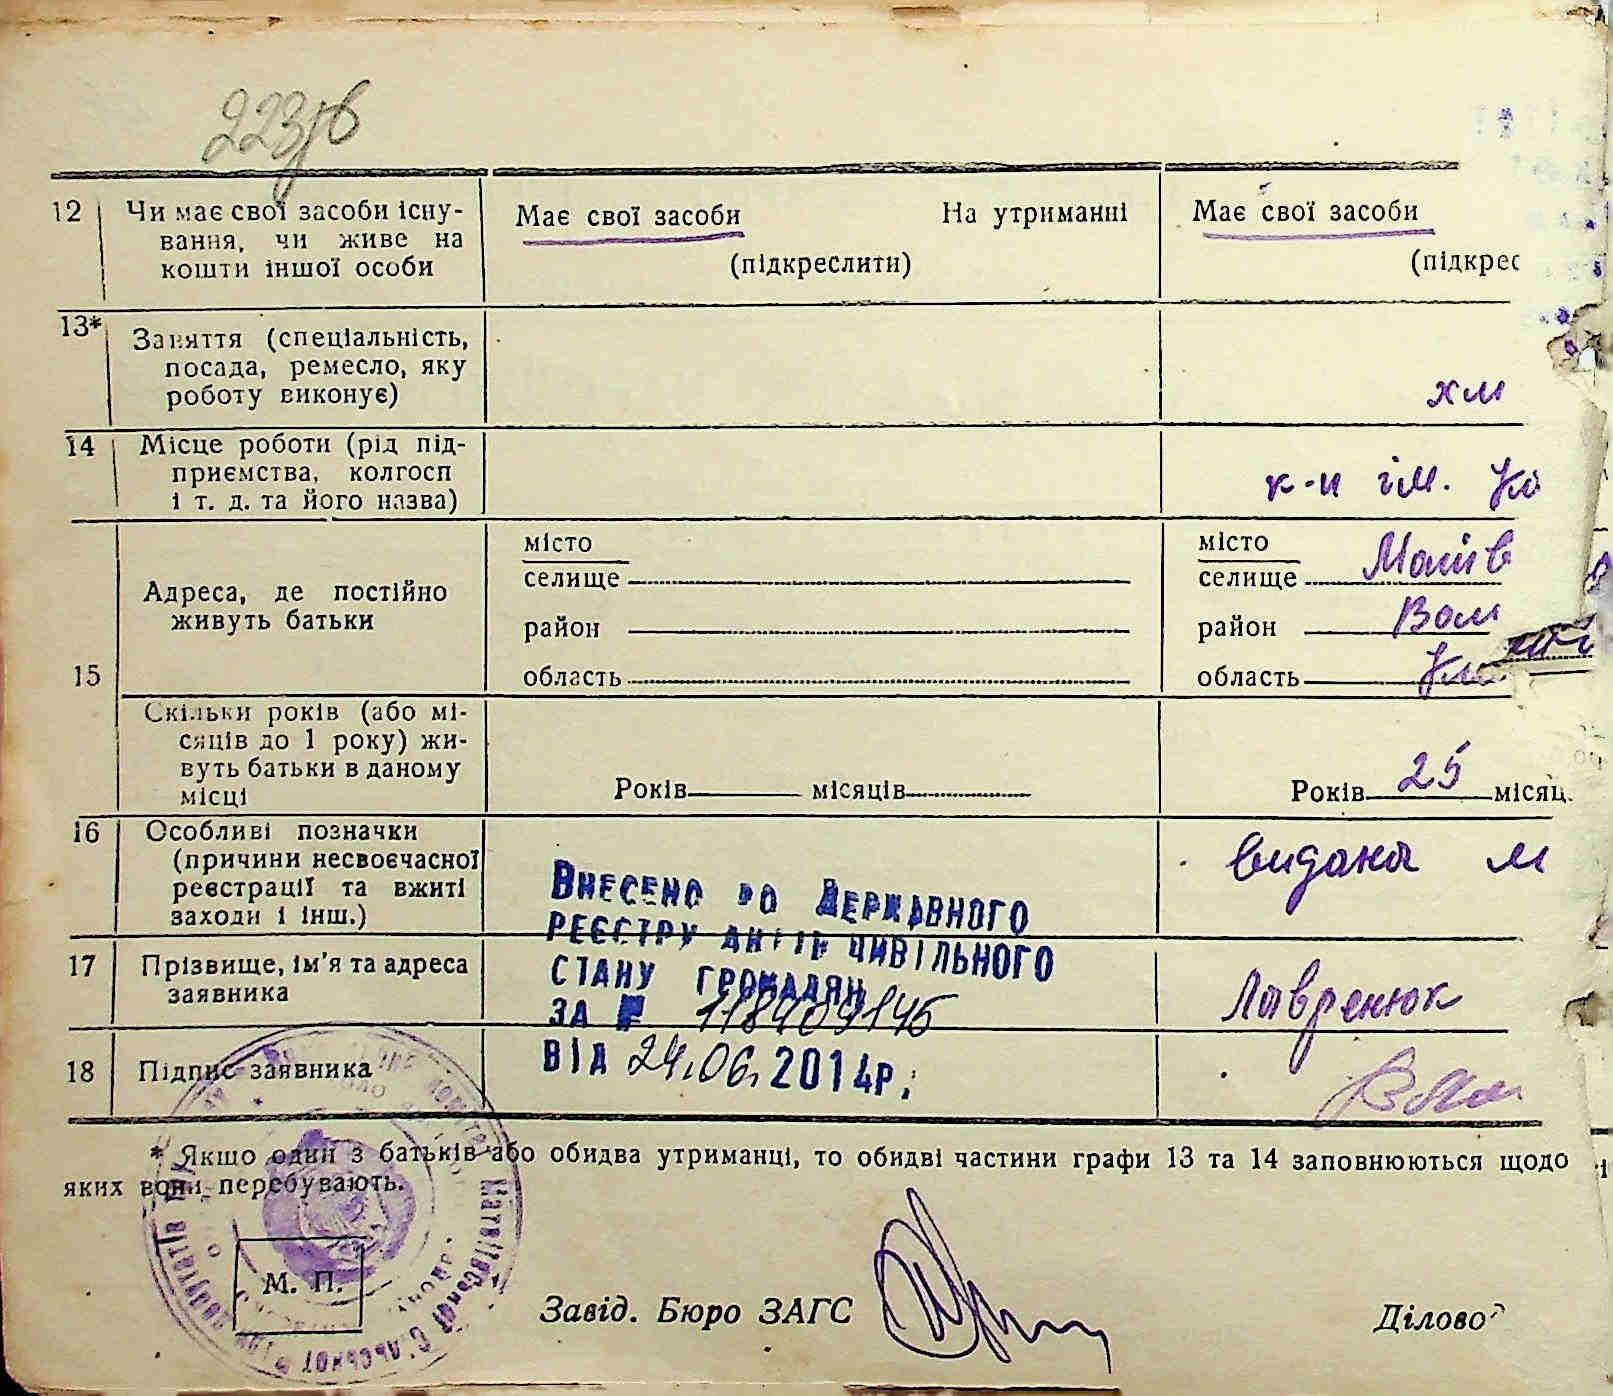 12 Чи має свої засоби існу-
вання, чи живе на
кошти іншої особи
Має свої засоби На утриманні
(підкреслити)
Має свої засоби
(підкрес
13* Заняття (спеціальність,
посада, ремесло, яку
роботу виконує)
14 Місце роботи (рід під-
приємства, колгосп
і т. д. та його назва)
к-п ім.
15 Адреса, де постійно
живуть батьки
місто
селище
район
область
місто
селище
район
область
Скільки років (або мі-
сяців до 1 року) жи-
вуть батьки в даному
місці
Років місяців
Років 25 місяц
16 Особливі позначки
(причини несвоєчасної
реєстрації та вжиті
заходи і інш.)
видана м
Внесено до Державного
реєстру актів цивільного
стану громадян
за № 1184
від 24.06.2014р.
17 Прізвище, ім'я та адреса
заявника
Лавренюк
18 Підпис заявника
* Якщо один з батьків або обидва утриманці, то обидві частини графи 13 та 14 заповнюються щодо
яких вони перебувають.
М. П.
Завід. Бюро ЗАГС
Ділово